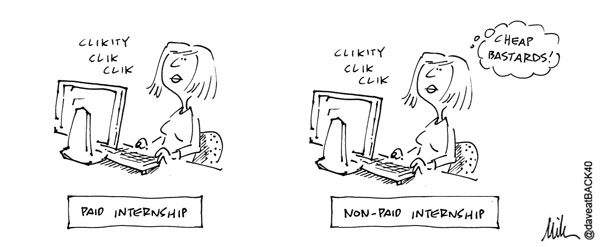 CLIKITY
CLIK
CLIK
PAID INTERNSHIP
CLIKITY
CLIK
CLIK
CHEAP
BASTARDS!
NON-PAID INTERNSHIP
@daveatBACK40